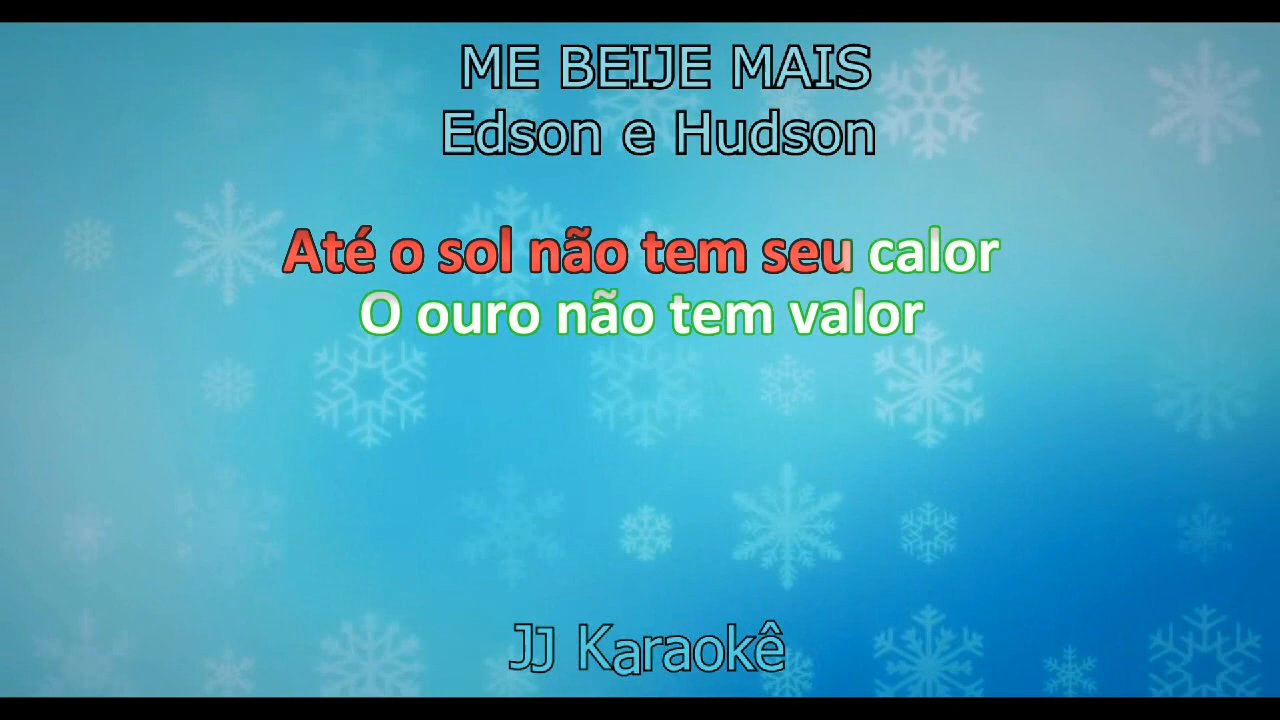 ME BEIJE MAIS
Edson e Hudson
Até o sol não tem seu calor
O ouro não tem valor
JJ Karaokê